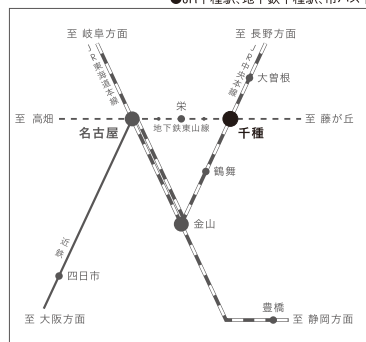 ●JR千種駅、地下鉄千種駅、市バス千
至 岐阜方面
至 長野方面
JR東海道本線
JR中央本線
大曽根
至 高畑
名古屋
栄
地下鉄東山線
千種
至 藤が丘
鶴舞
金山
近鉄
四日市
豊橋
至 大阪方面
至 静岡方面